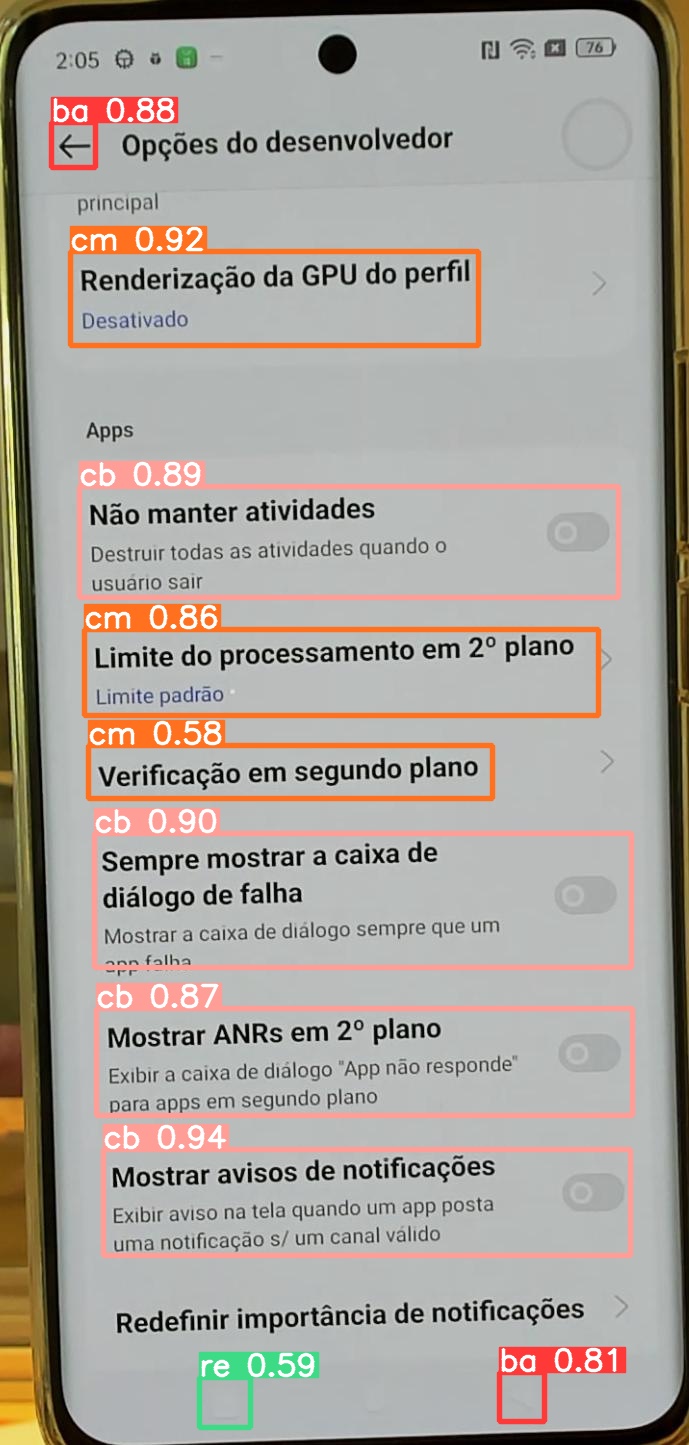 2:05
76
ba 0.88
Opções do desenvolvedor
principal
cm 0.92
Renderização da GPU do perfil
Desativado
Apps
cb 0.89
Não manter atividades
Destruir todas as atividades quando o
usuário sair
cm 0.86
Limite do processamento em 2º plano
Limite padrão
cm 0.58
Verificação em segundo plano
cb 0.90
Sempre mostrar a caixa de
diálogo de falha
Mostrar a caixa de diálogo sempre que um
app falha
cb 0.87
Mostrar ANRs em 2º plano
Exibir a caixa de diálogo "App não responde"
para apps em segundo plano
cb 0.94
Mostrar avisos de notificações
Exibir aviso na tela quando um app posta
uma notificação s/ um canal válido
Redefinir importância de notificações
re 0.59
ba 0.81